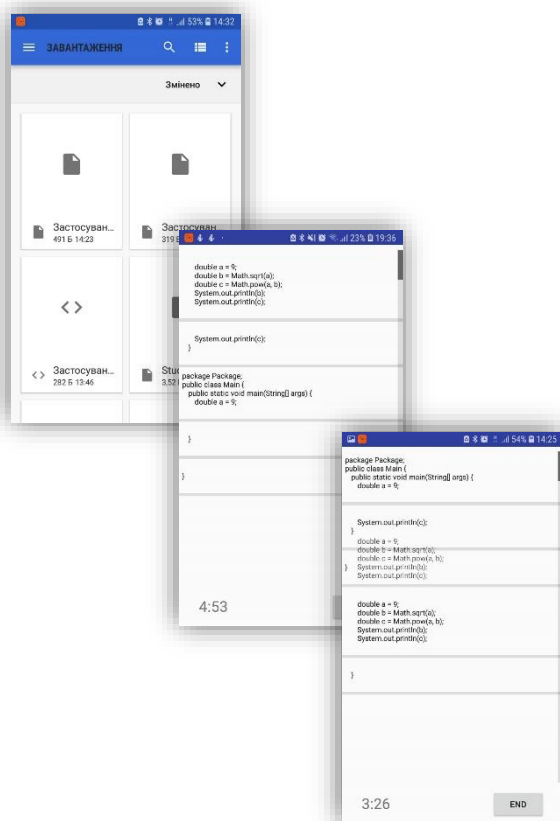 53% 14:32
ЗАВАНТАЖЕННЯ
Змінено
Застосуван...
491 Б 14:23
Застосуван
319 Б
Застосуван...
282 Б 13:46
Stud
3,52
23% 19:36
double a = 9;
double b = Math.sqrt(a);
double c = Math.pow(a, b);
System.out.println(b);
System.out.println(c);
System.out.println(c);
}
package Package;
public class Main {
public static void main(String[] args) {
double a = 9;
}
}
4:53
54% 14:25
package Package;
public class Main {
public static void main(String[] args) {
double a = 9;
System.out.println(c);
}
double a = 9;
double b = Math.sqrt(a);
double c = Math.pow(a, b);
} System.out.println(b);
System.out.println(c);
double a = 9;
double b = Math.sqrt(a);
double c = Math.pow(a, b);
System.out.println(b);
System.out.println(c);
}
3:26
END